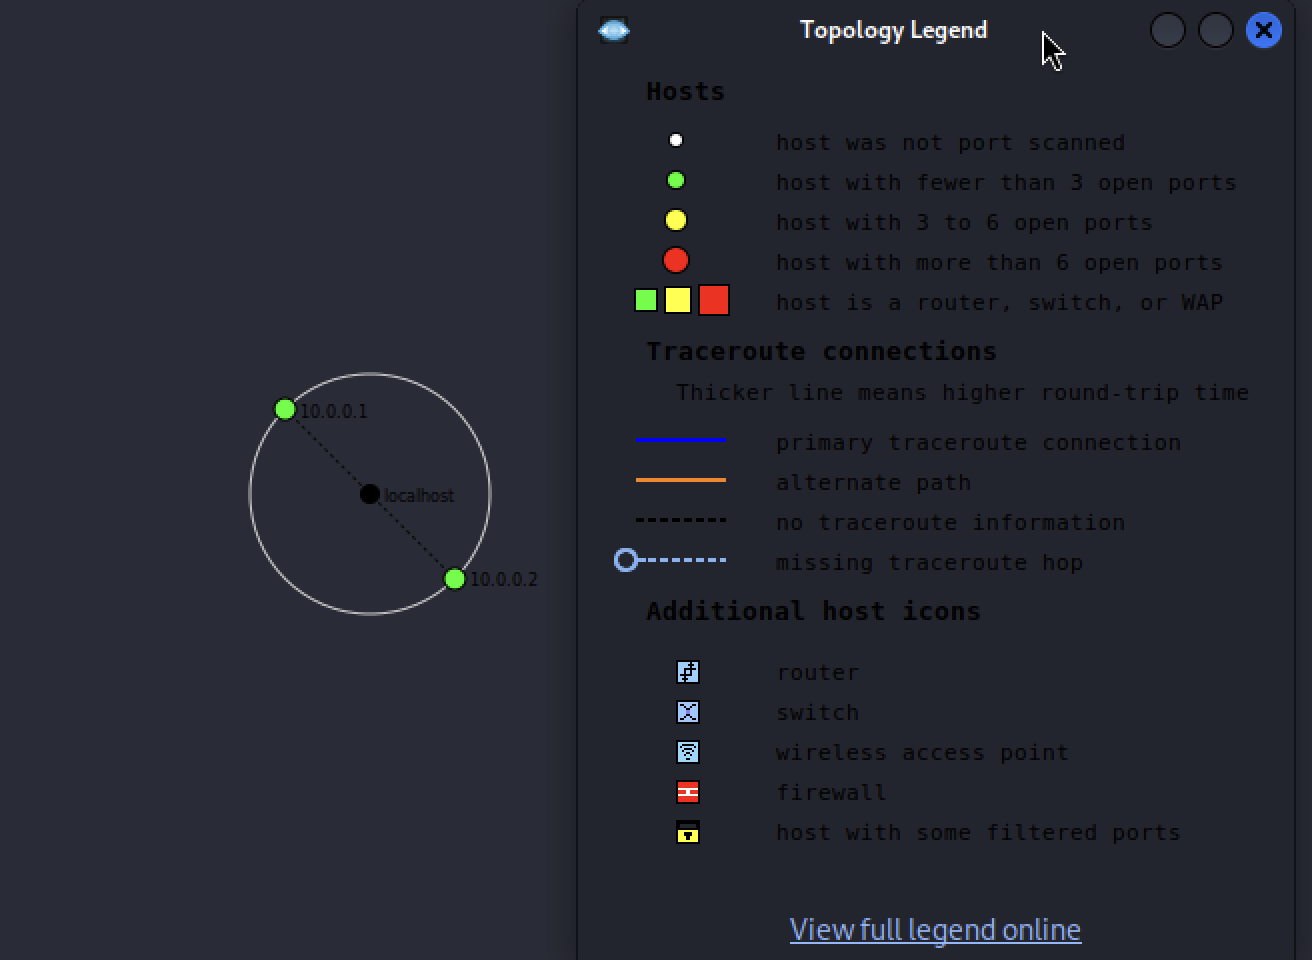 10.0.0.1
localhost
10.0.0.2
Topology Legend
Hosts
host was not port scanned
host with fewer than 3 open ports
host with 3 to 6 open ports
host with more than 6 open ports
host is a router, switch, or WAP
Traceroute connections
Thicker line means higher round-trip time
primary traceroute connection
alternate path
no traceroute information
missing traceroute hop
Additional host icons
router
switch
wireless access point
firewall
host with some filtered ports
View full legend online